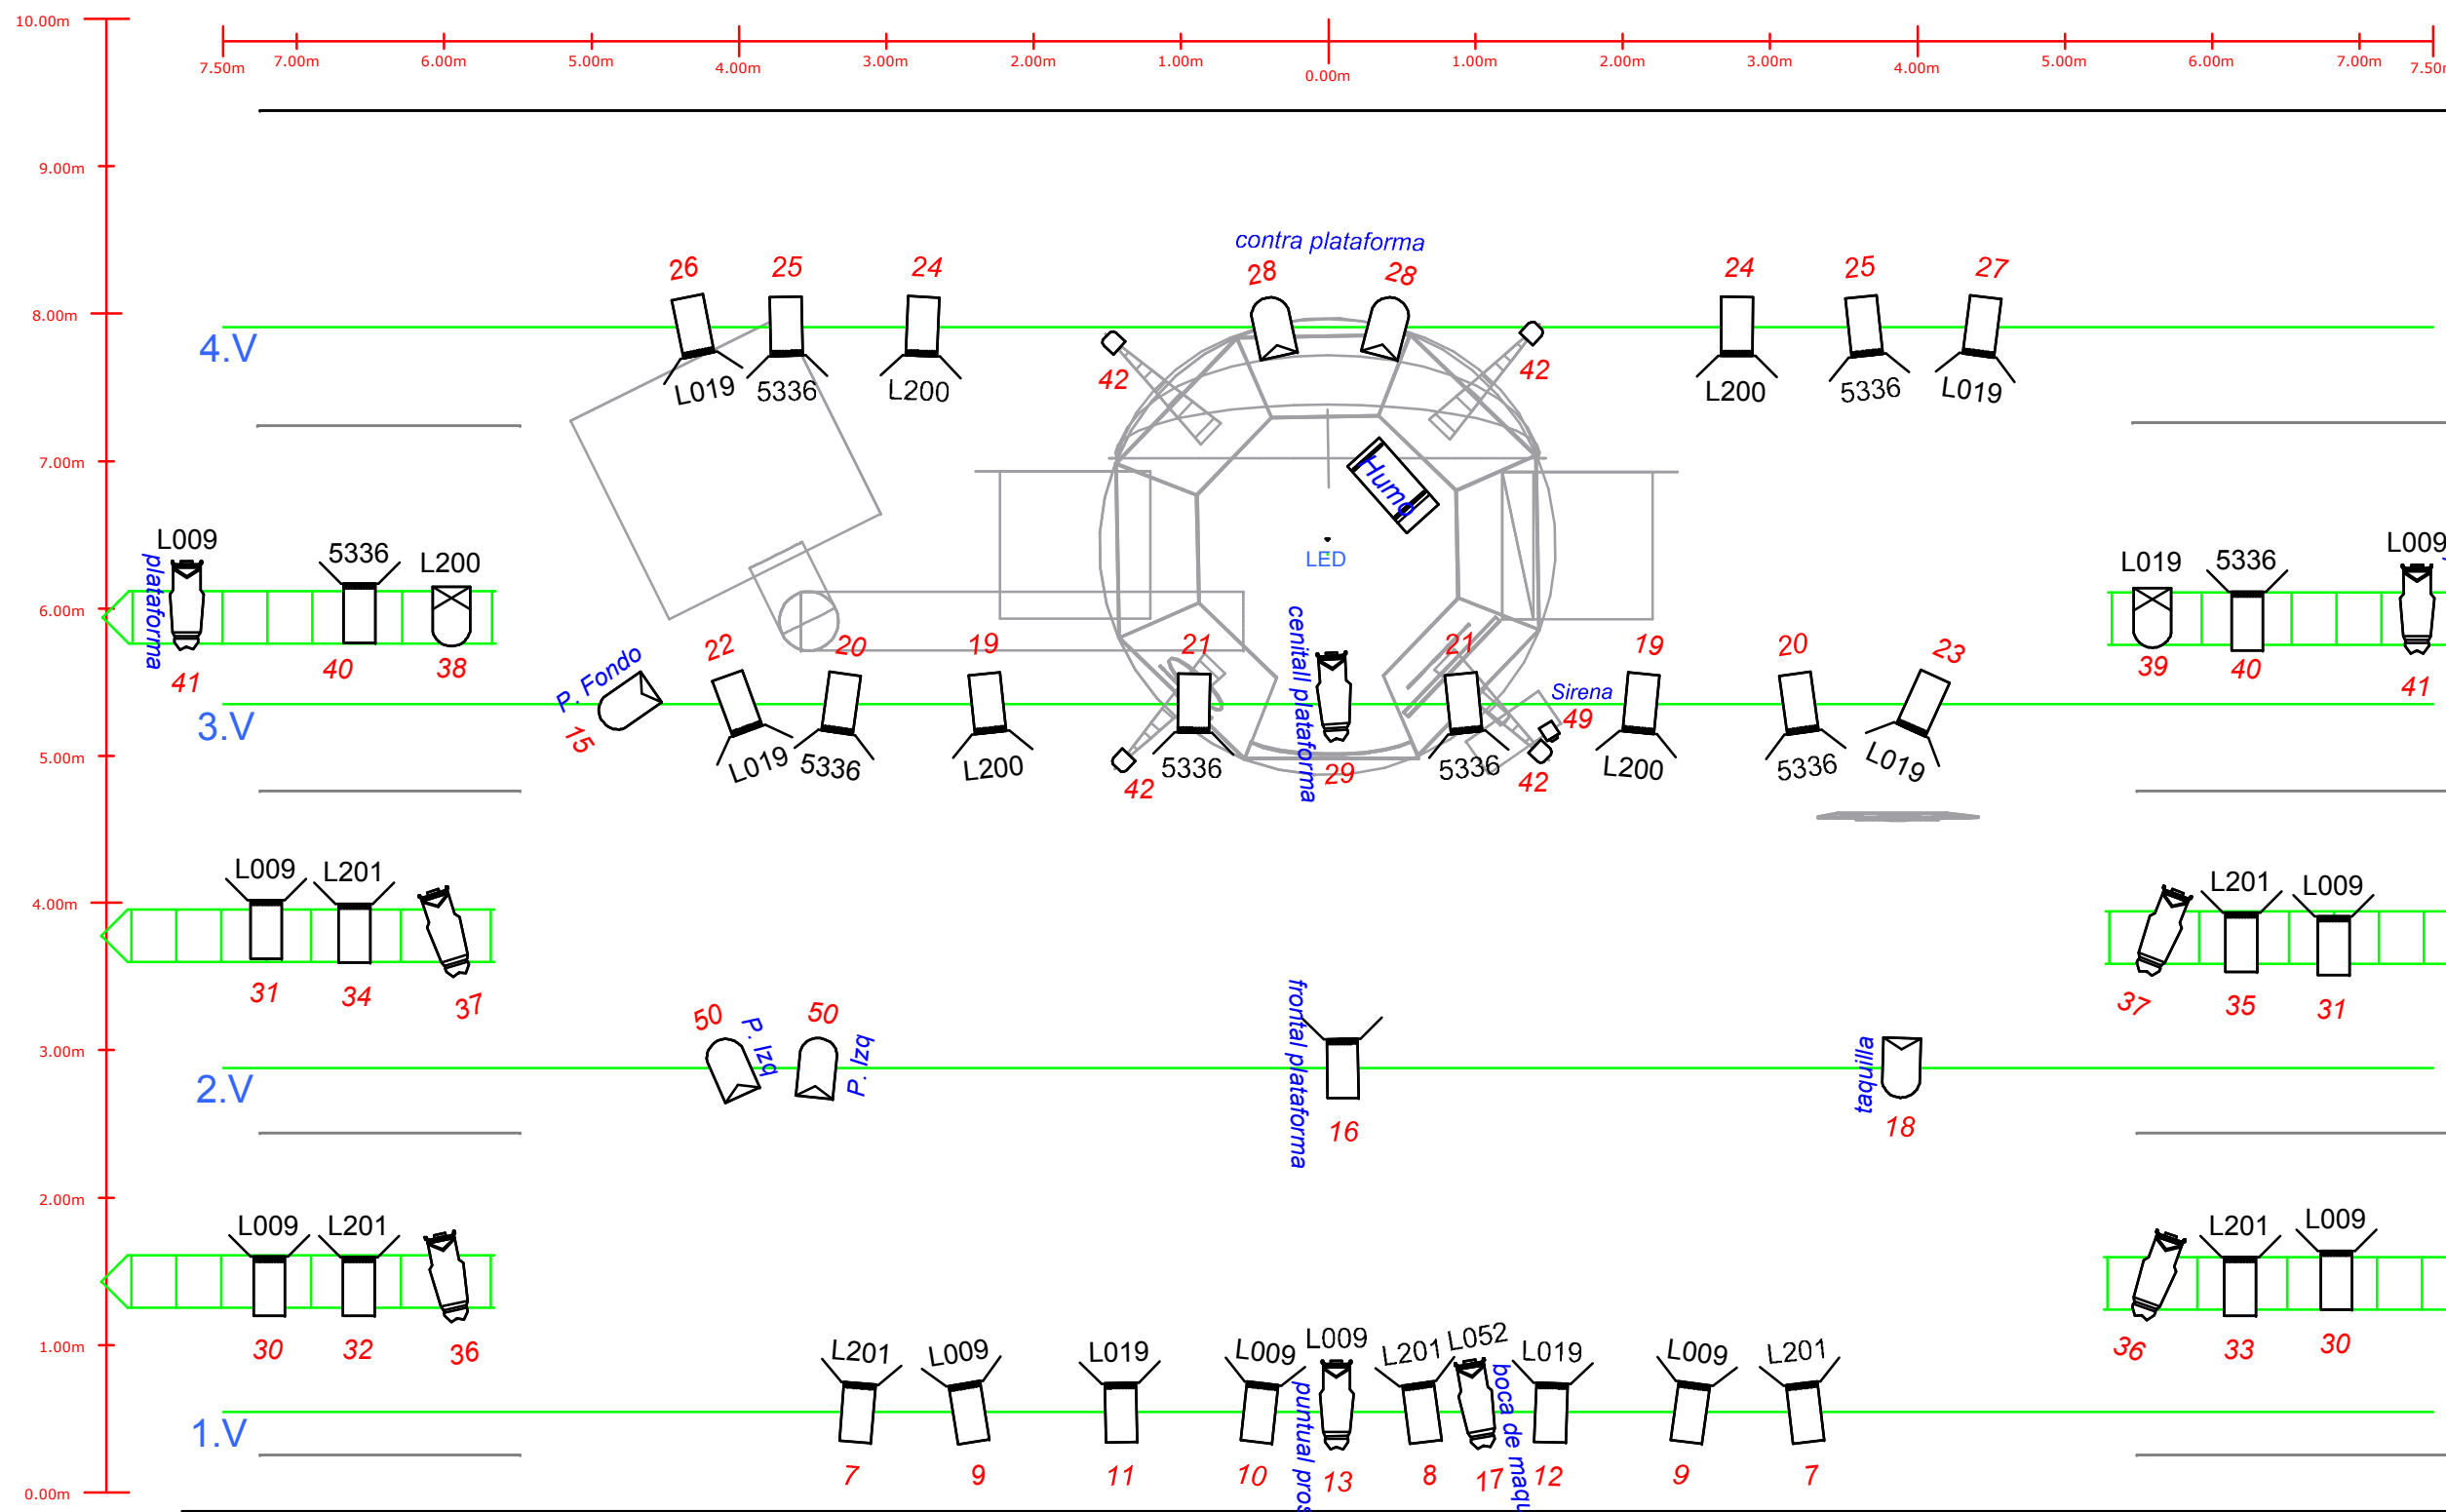 10.00m
7.50m 7.00m 6.00m 5.00m 4.00m 3.00m 2.00m 1.00m 0.00m 1.00m 2.00m 3.00m 4.00m 5.00m 6.00m 7.00m
9.00m
contra plataforma
26 25 24 28 28 24 25 27
8.00m
4.V
42 42
L019 5336 L200 L200 5336 L019
7.00m
Humo
L009 5336 L200 LED L019 5336 L009
plataforma
6.00m
41 40 38 39 40 41
P. Fondo 22 20 19 21 cenitall plataforma 21 19 20 23
Sirena
49
3.V
15
5.00m
L019 5336 L200 5336 29 5336 L200 5336 L019
42 42
L009 L201 L201 L009
4.00m
31 34 37 37 35 31
50 50
P. Izq P. Izq frontal plataforma taquilla
3.00m
2.V
16 18
2.00m
L009 L201 L201 L009
30 32 36 36 33 30
1.00m
L201 L009 L019 L009 L009 L201 L052 L019 L009 L201
1.V
puntual boca de
7 9 11 10 13 8 17 12 9 7
0.00m